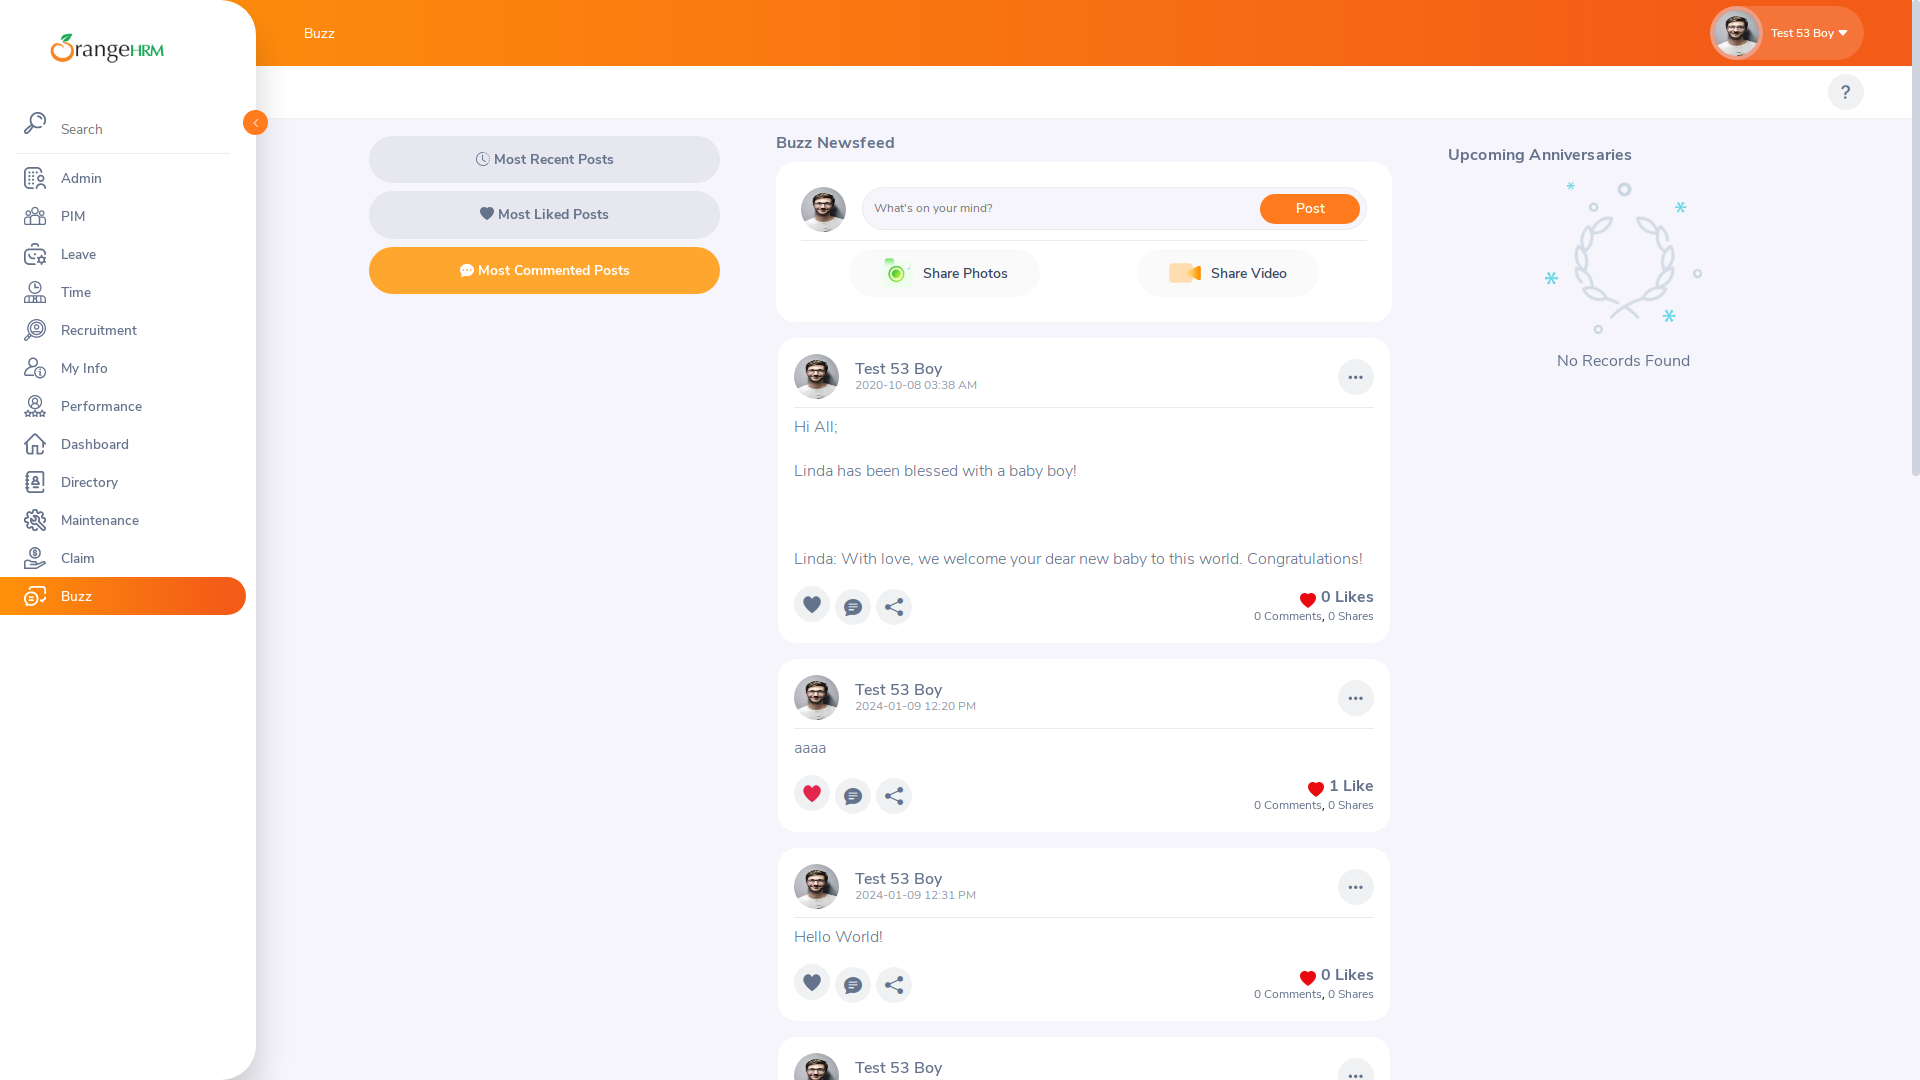 OrangeHRM
Search
Admin
PIM
Leave
Time
Recruitment
My Info
Performance
Dashboard
Directory
Maintenance
Claim
Buzz
Buzz
Test 53 Boy
?
Most Recent Posts
Most Liked Posts
Most Commented Posts
Buzz Newsfeed
What's on your mind?
Post
Share Photos
Share Video
Test 53 Boy
2020-10-08 03:38 AM
Hi All;
Linda has been blessed with a baby boy!
Linda: With love, we welcome your dear new baby to this world. Congratulations!
0 Likes
0 Comments, 0 Shares
Test 53 Boy
2024-01-09 12:20 PM
aaaa
1 Like
0 Comments, 0 Shares
Test 53 Boy
2024-01-09 12:31 PM
Hello World!
0 Likes
0 Comments, 0 Shares
Test 53 Boy
Upcoming Anniversaries
No Records Found